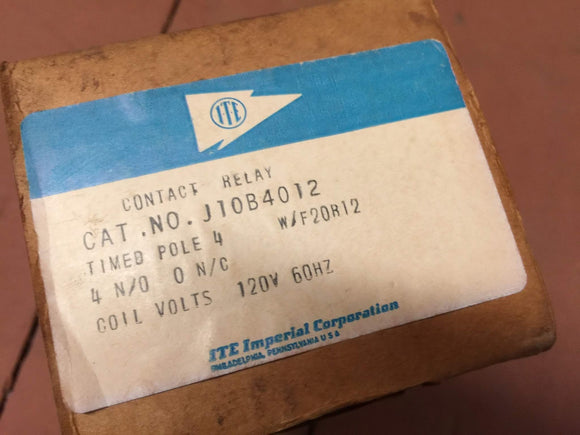 ITE
CONTACT RELAY
CAT.NO. J10B4012
TIMED POLE 4 W/F20R12
4 N/O 0 N/C
COIL VOLTS 120V 60HZ
ITE Imperial Corporation
PHILADELPHIA, PENNSYLVANIA U S A